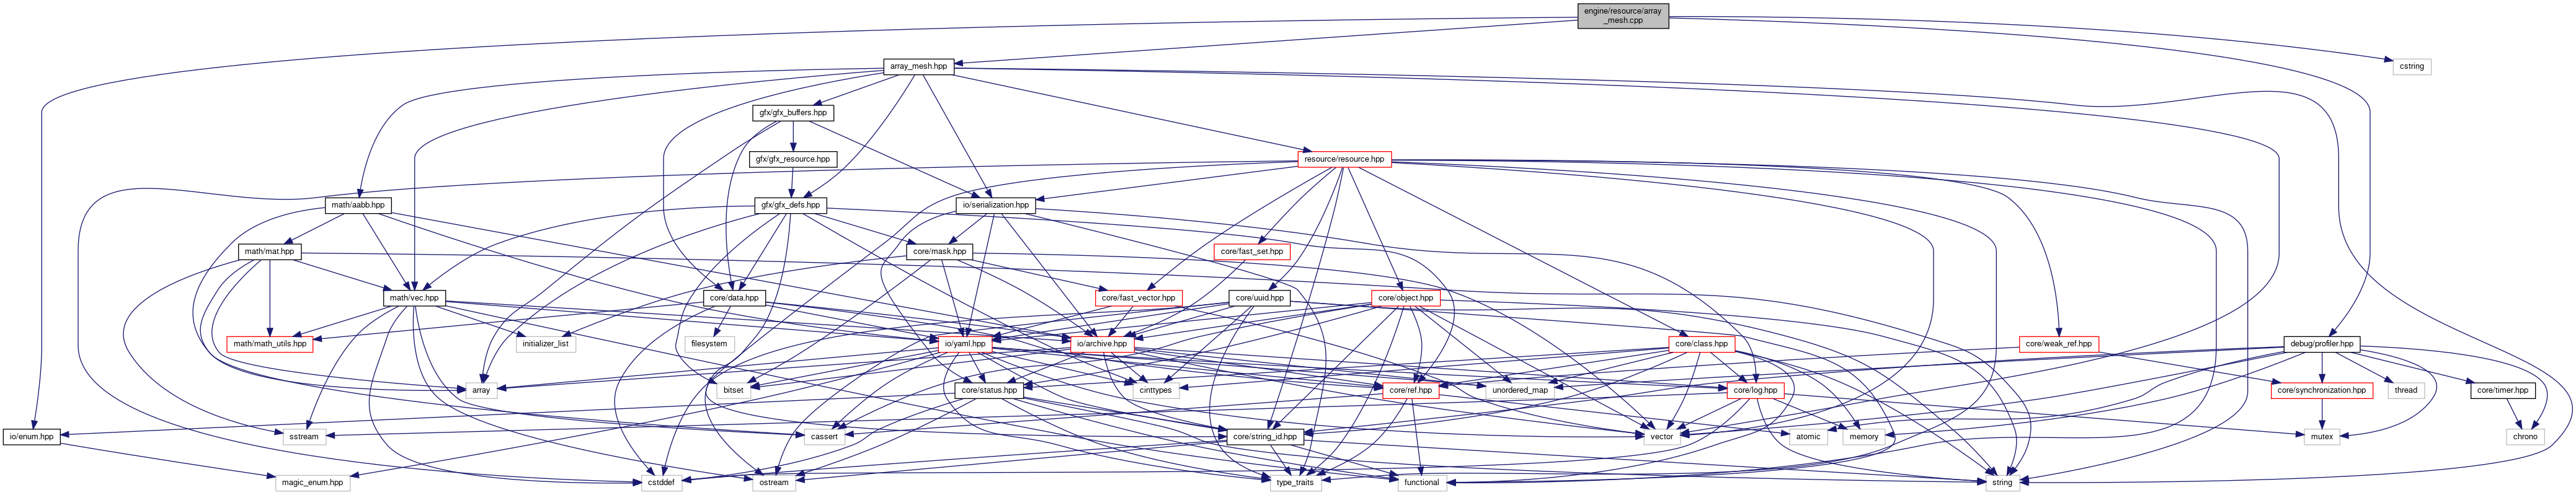 engine/resource/array
_mesh.cpp
array_mesh.hpp
cstring
gfx/gfx_buffers.hpp
gfx/gfx_resource.hpp
resource/resource.hpp
math/aabb.hpp
gfx/gfx_defs.hpp
io/serialization.hpp
math/mat.hpp
core/mask.hpp
core/fast_set.hpp
math/vec.hpp
core/data.hpp
core/fast_vector.hpp
core/uuid.hpp
core/object.hpp
math/math_utils.hpp
initializer_list
filesystem
io/yaml.hpp
io/archive.hpp
core/class.hpp
core/weak_ref.hpp
debug/profiler.hpp
array
bitset
core/status.hpp
cinttypes
core/ref.hpp
unordered_map
core/log.hpp
core/synchronization.hpp
thread
core/timer.hpp
io/enum.hpp
sstream
cassert
core/string_id.hpp
vector
atomic
memory
mutex
chrono
magic_enum.hpp
cstddef
ostream
type_traits
functional
string